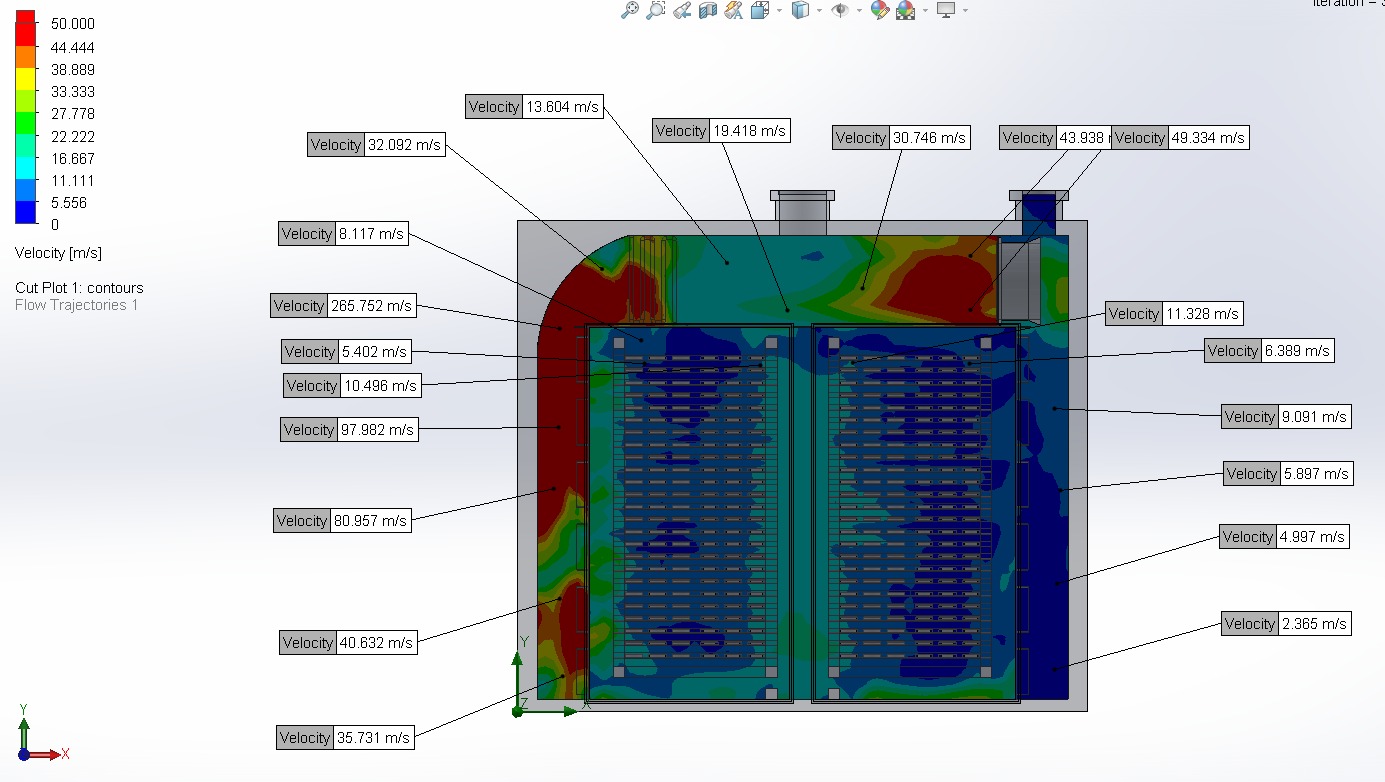 Iteration =
50.000
44.444
38.889
33.333
27.778
22.222
16.667
11.111
5.556
0
Velocity [m/s]
Cut Plot 1: contours
Flow Trajectories 1
Velocity 13.604 m/s
Velocity 19.418 m/s
Velocity 30.746 m/s
Velocity 43.938
Velocity 49.334 m/s
Velocity 32.092 m/s
Velocity 8.117 m/s
Velocity 265.752 m/s
Velocity 11.328 m/s
Velocity 5.402 m/s
Velocity 6.389 m/s
Velocity 10.496 m/s
Velocity 9.091 m/s
Velocity 97.982 m/s
Velocity 5.897 m/s
Velocity 80.957 m/s
Velocity 4.997 m/s
Velocity 2.365 m/s
Velocity 40.632 m/s
Velocity 35.731 m/s
Y
Z
X
Y
X